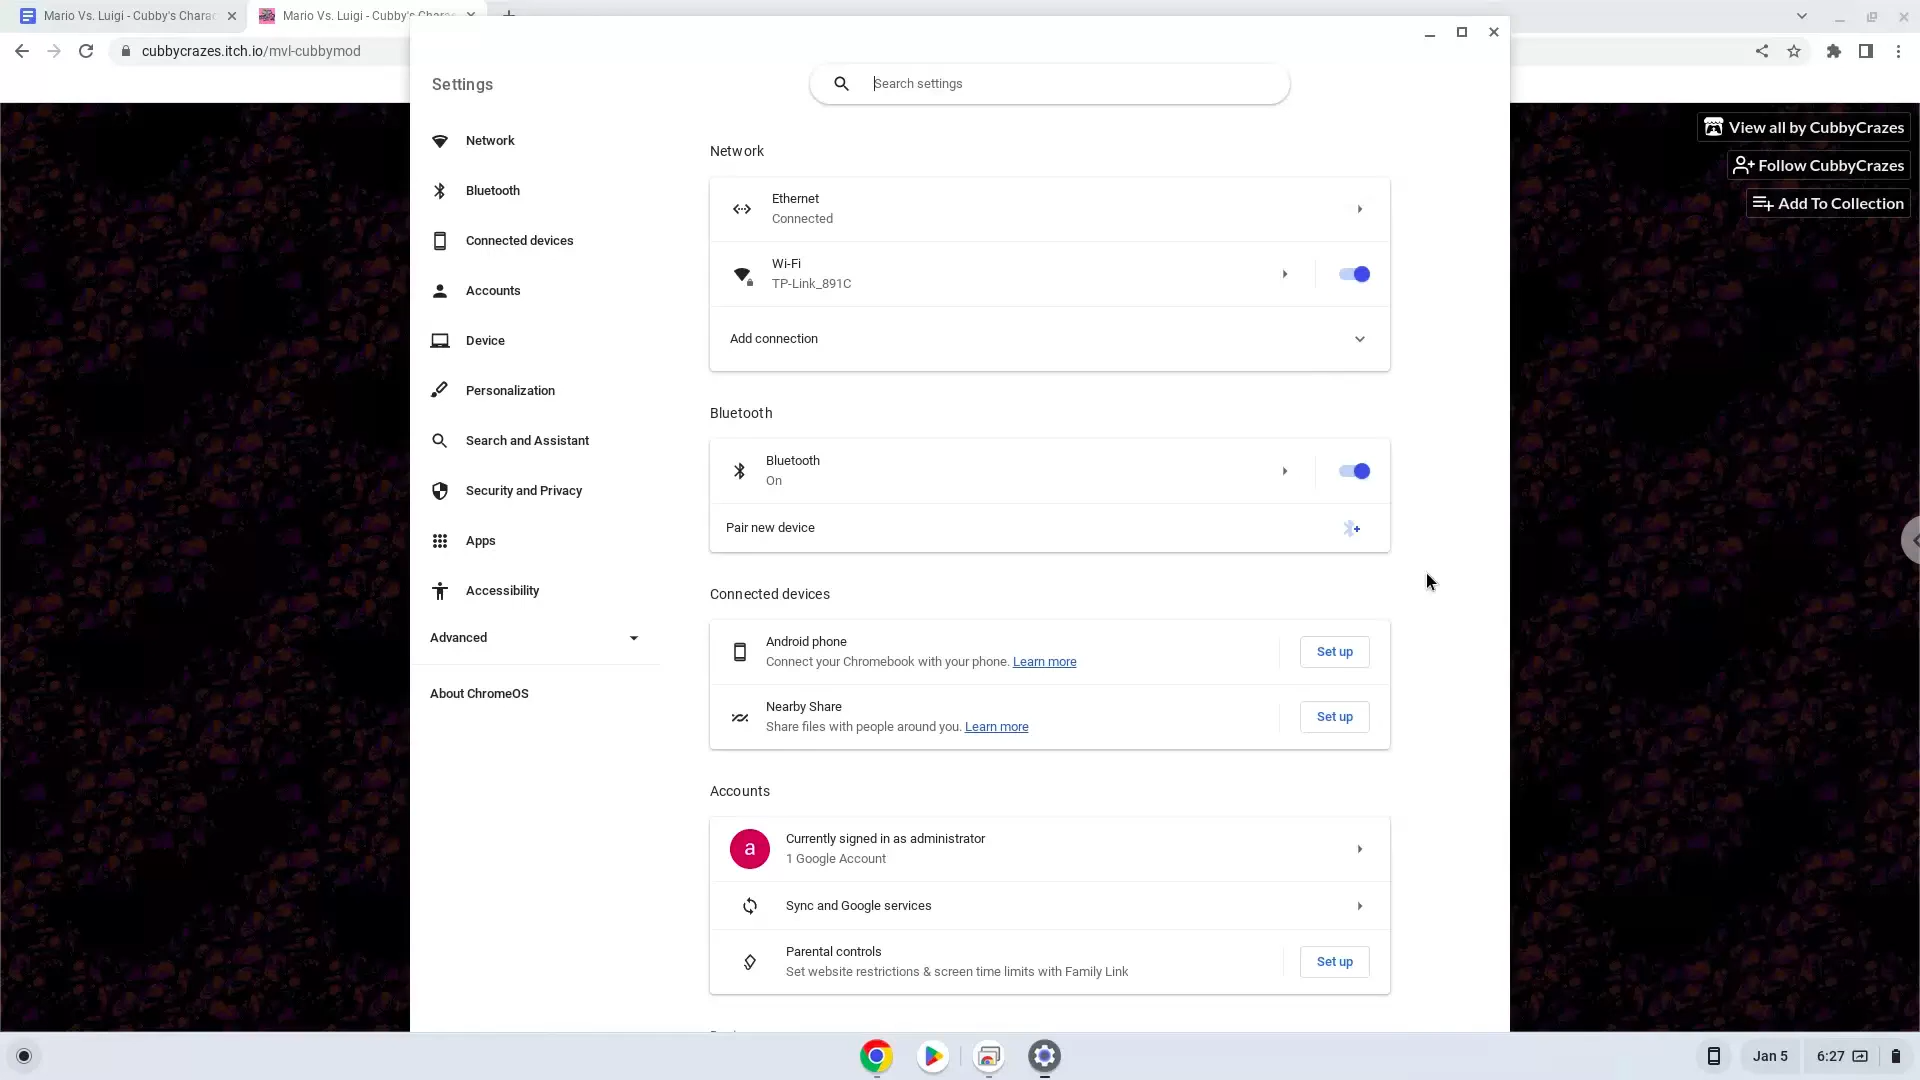 Mario Vs. Luigi - Cubby's Charac
Mario Vs. Luigi - Cubby's Charac
cubbycrazes.itch.io/mvl-cubbymod
View all by CubbyCrazes
Follow CubbyCrazes
Add To Collection
Settings
Search settings
Network
Bluetooth
Connected devices
Accounts
Device
Personalization
Search and Assistant
Security and Privacy
Apps
Accessibility
Advanced
About ChromeOS
Network
Ethernet
Connected
Wi-Fi
TP-Link_891C
Add connection
Bluetooth
Bluetooth
On
Pair new device
Connected devices
Android phone
Connect your Chromebook with your phone. Learn more
Set up
Nearby Share
Share files with people around you. Learn more
Set up
Accounts
a
Currently signed in as administrator
1 Google Account
Sync and Google services
Parental controls
Set website restrictions & screen time limits with Family Link
Set up
Jan 5
6:27